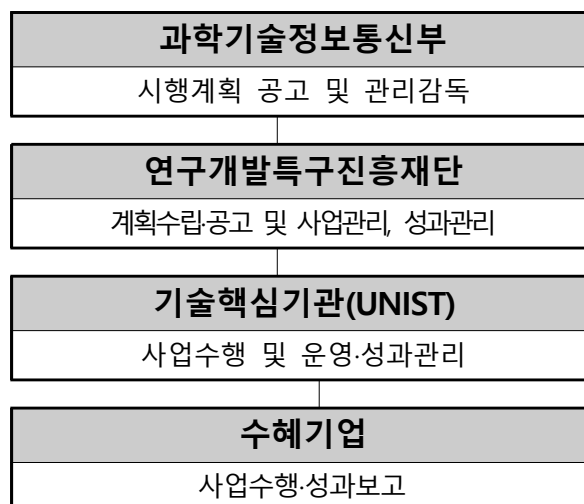 과학기술정보통신부
시행계획 공고 및 관리감독
연구개발특구진흥재단
계획수립·공고 및 사업관리, 성과관리
기술핵심기관(UNIST)
사업수행 및 운영·성과관리
수혜기업
사업수행·성과보고